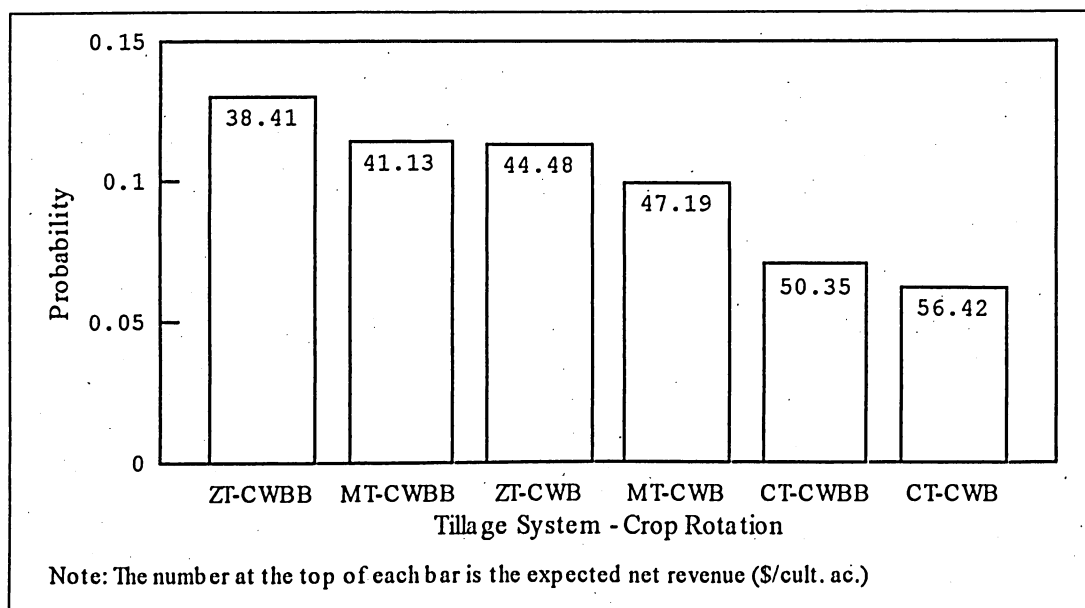 0.15
38.41
41.13
44.48
0.1
47.19
50.35
0.05
56.42
0
Probability
ZT-CWBB MT-CWBB ZT-CWB MT-CWB CT-CWBB CT-CWB
Tillage System - Crop Rotation
Note: The number at the top of each bar is the expected net revenue ($/cult. ac.)